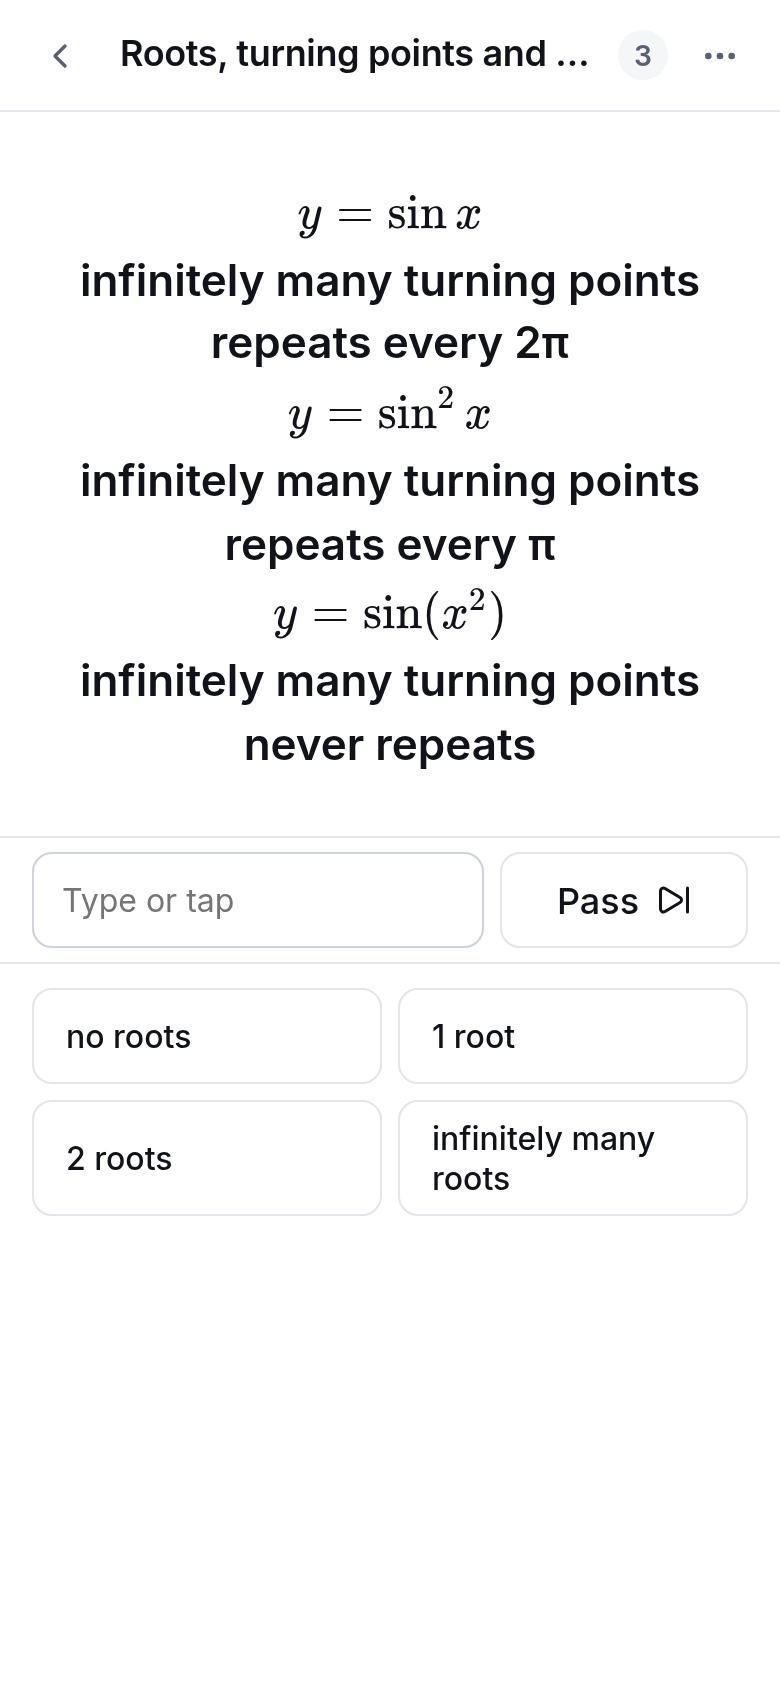 Roots, turning points and ...
3
y = sin x
infinitely many turning points
repeats every 2π
y = sin² x
infinitely many turning points
repeats every π
y = sin(x²)
infinitely many turning points
never repeats
Type or tap
Pass
no roots
1 root
2 roots
infinitely many
roots